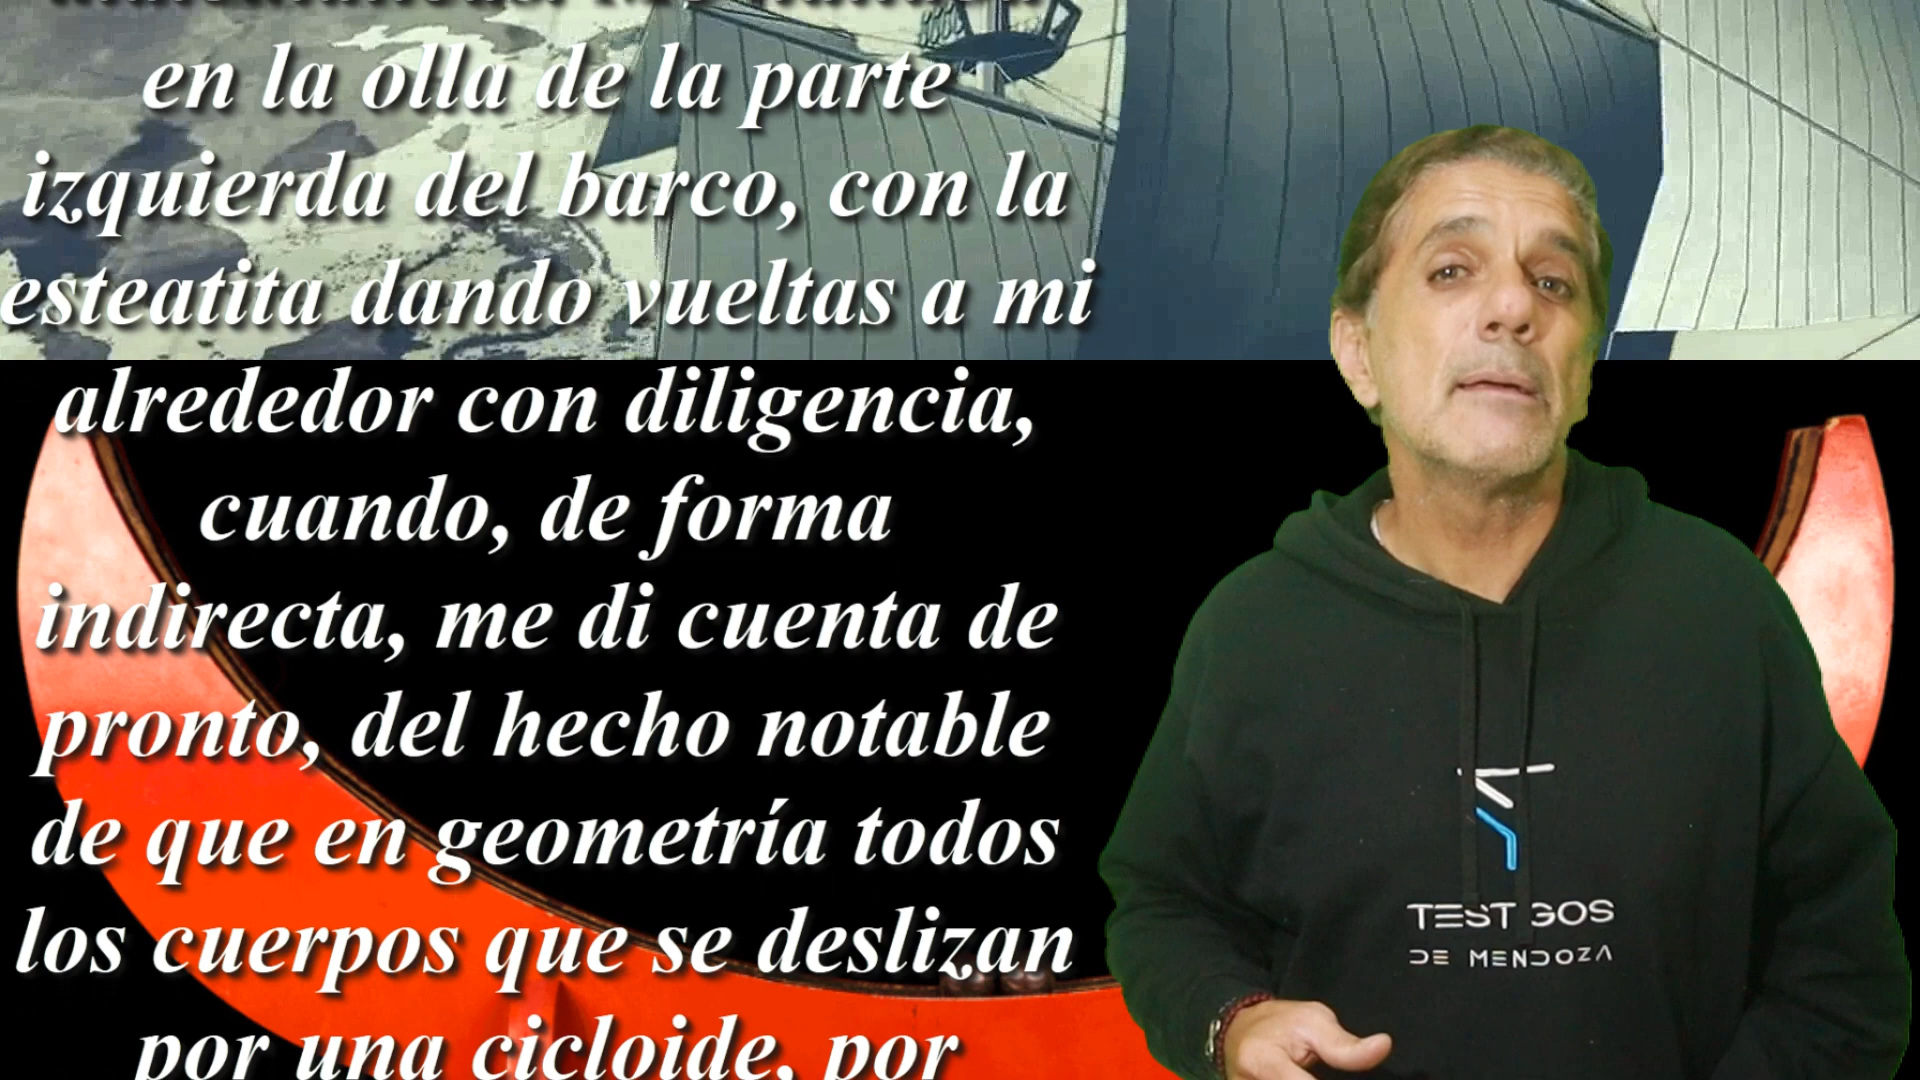 en la olla de la parte
izquierda del barco, con la
esteatita dando vueltas a mi
alrededor con diligencia,
cuando, de forma
indirecta, me di cuenta de
pronto, del hecho notable
de que en geometría todos
los cuerpos que se deslizan
por una cicloide, por
TEST GOS
DE MENDOZA